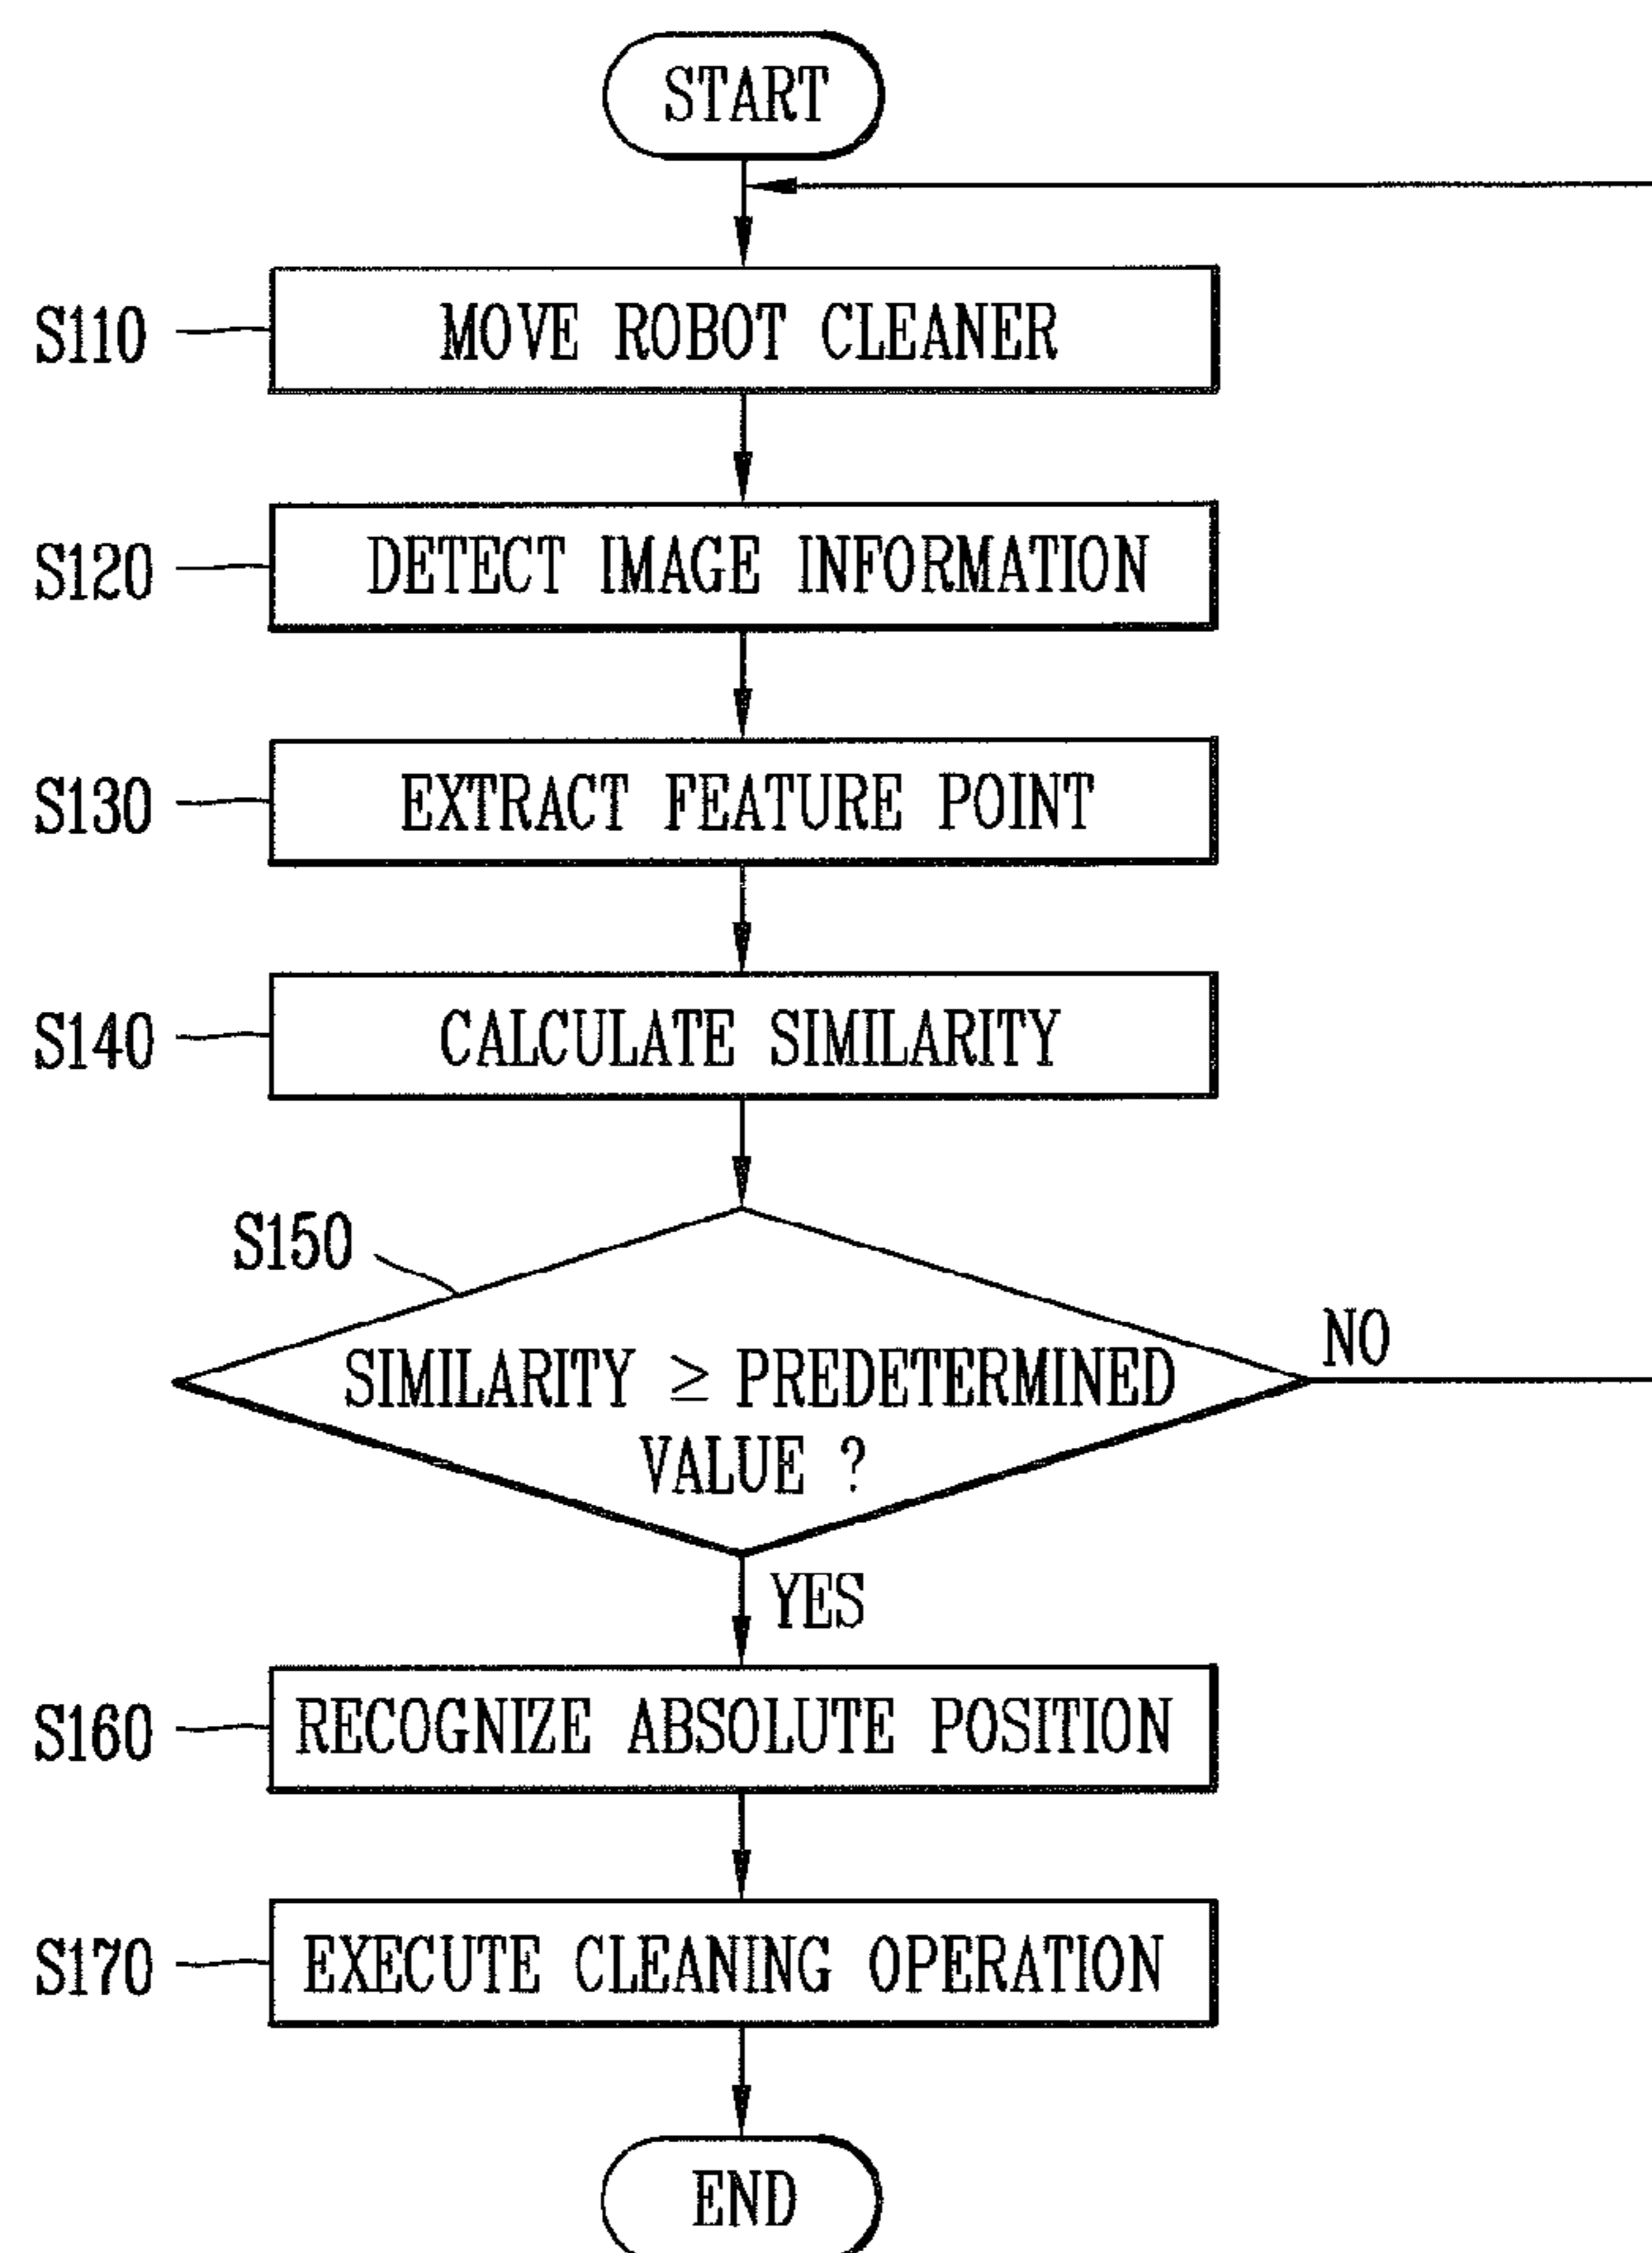 START
S110
MOVE ROBOT CLEANER
S120
DETECT IMAGE INFORMATION
S130
EXTRACT FEATURE POINT
S140
CALCULATE SIMILARITY
S150
SIMILARITY ≥ PREDETERMINED
VALUE ?
NO
YES
S160
RECOGNIZE ABSOLUTE POSITION
S170
EXECUTE CLEANING OPERATION
END